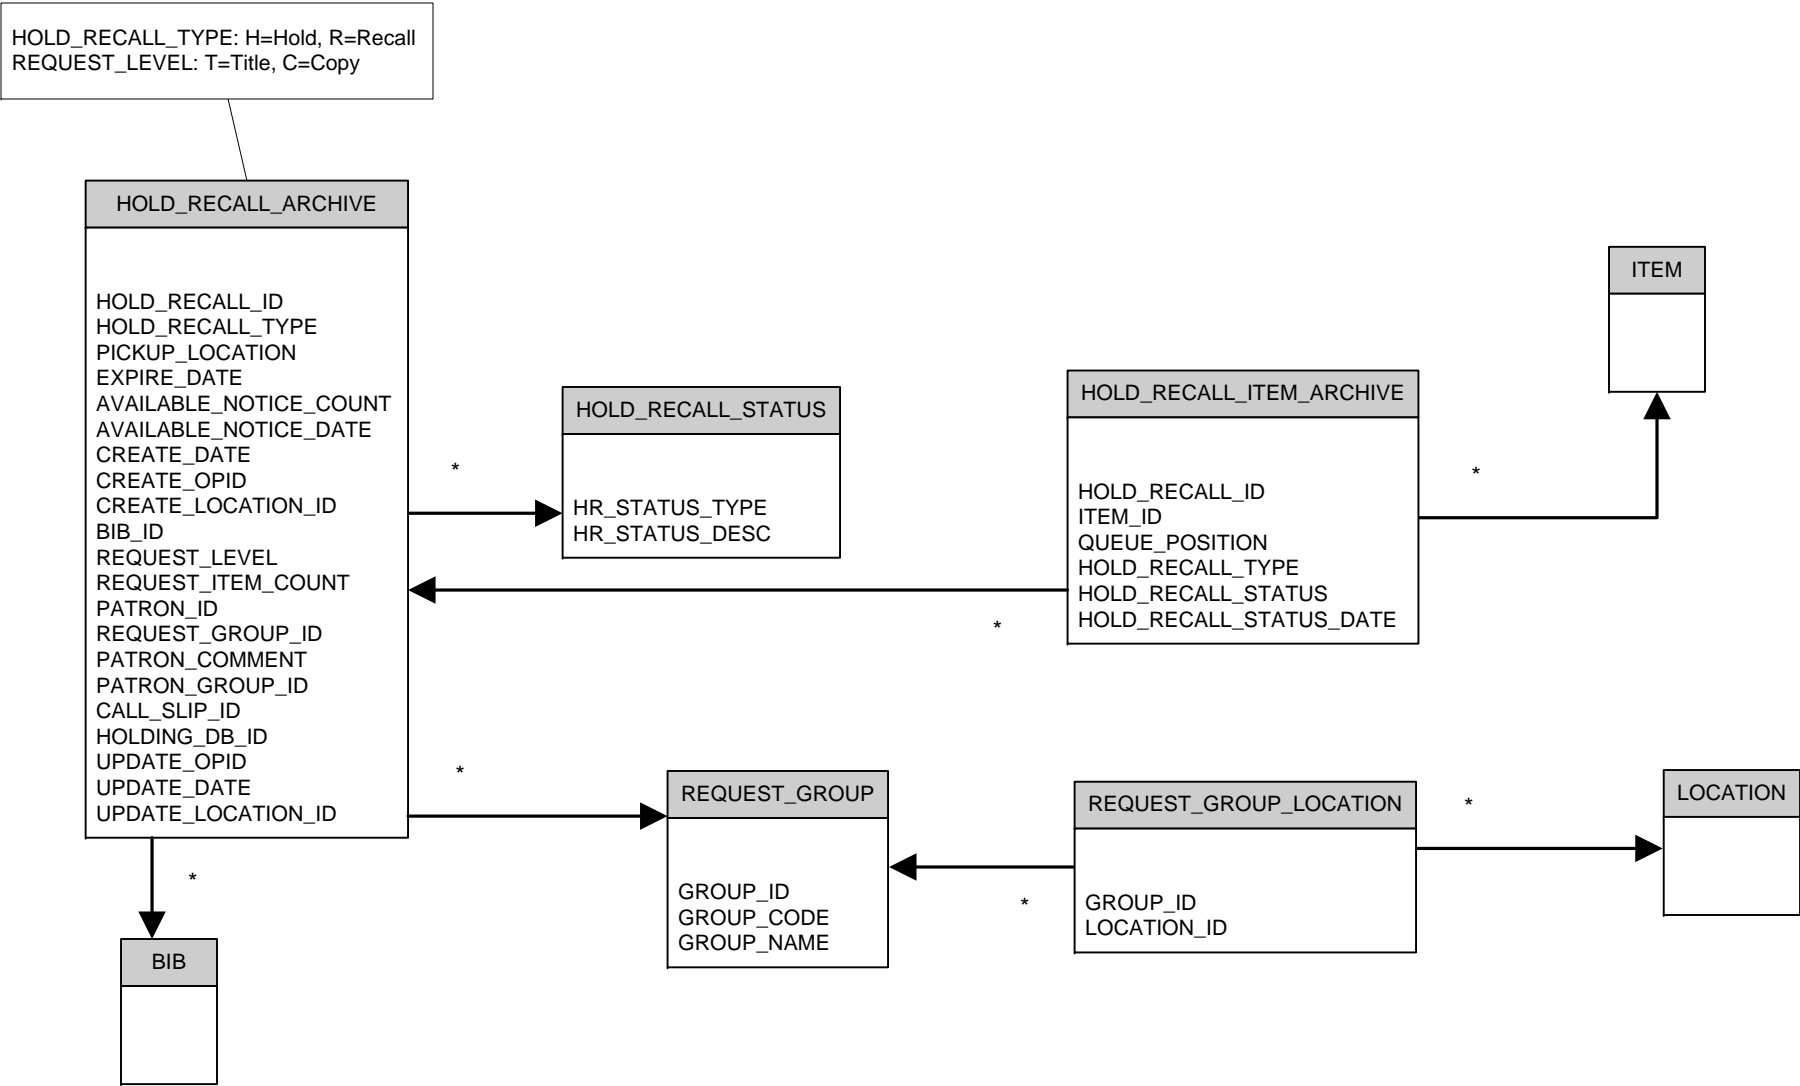 HOLD_RECALL_TYPE: H=Hold, R=Recall
REQUEST_LEVEL: T=Title, C=Copy
HOLD_RECALL_ARCHIVE
HOLD_RECALL_ID
HOLD_RECALL_TYPE
PICKUP_LOCATION
EXPIRE_DATE
AVAILABLE_NOTICE_COUNT
AVAILABLE_NOTICE_DATE
CREATE_DATE
CREATE_OPID
CREATE_LOCATION_ID
BIB_ID
REQUEST_LEVEL
REQUEST_ITEM_COUNT
PATRON_ID
REQUEST_GROUP_ID
PATRON_COMMENT
PATRON_GROUP_ID
CALL_SLIP_ID
HOLDING_DB_ID
UPDATE_OPID
UPDATE_DATE
UPDATE_LOCATION_ID
*
HOLD_RECALL_STATUS
HR_STATUS_TYPE
HR_STATUS_DESC
*
HOLD_RECALL_ITEM_ARCHIVE
HOLD_RECALL_ID
ITEM_ID
QUEUE_POSITION
HOLD_RECALL_TYPE
HOLD_RECALL_STATUS
HOLD_RECALL_STATUS_DATE
*
ITEM
*
REQUEST_GROUP
GROUP_ID
GROUP_CODE
GROUP_NAME
*
REQUEST_GROUP_LOCATION
GROUP_ID
LOCATION_ID
*
LOCATION
*
BIB